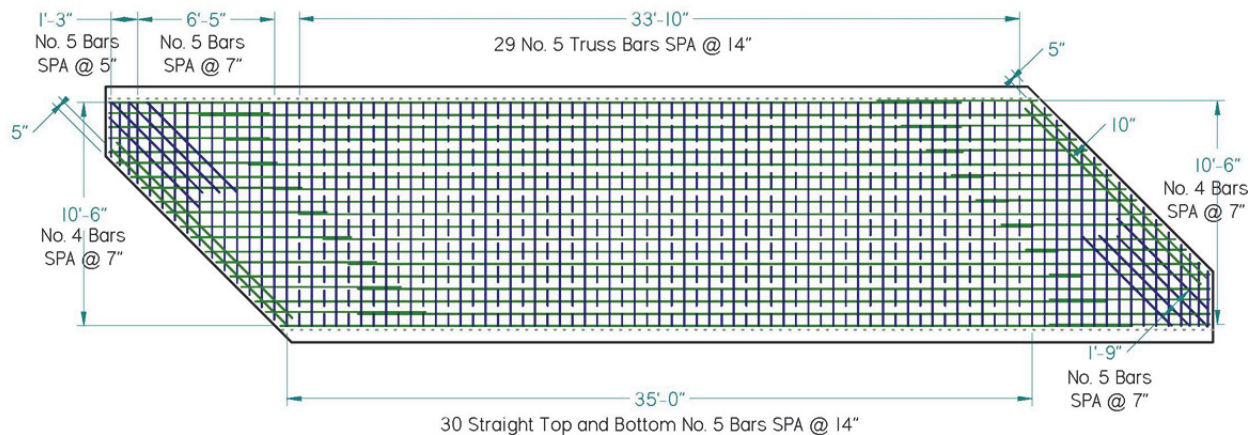 1'-3"
No. 5 Bars
SPA @ 5"
6'-5"
No. 5 Bars
SPA @ 7"
33'-10"
29 No. 5 Truss Bars SPA @ 14"
5"
5"
10"
10'-6"
No. 4 Bars
SPA @ 7"
10'-6"
No. 4 Bars
SPA @ 7"
1'-9"
No. 5 Bars
SPA @ 7"
35'-0"
30 Straight Top and Bottom No. 5 Bars SPA @ 14"